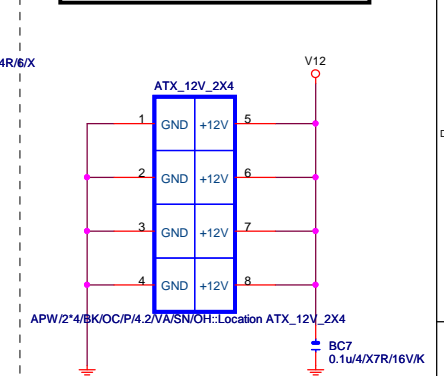 4R/6/X
V12
ATX_12V_2X4
1 GND +12V 5
2 GND +12V 6
3 GND +12V 7
4 GND +12V 8
APW/2*4/BK/OC/P/4.2/VA/SN/OH::Location ATX_12V_2X4
BC7
0.1u/4/X7R/16V/K